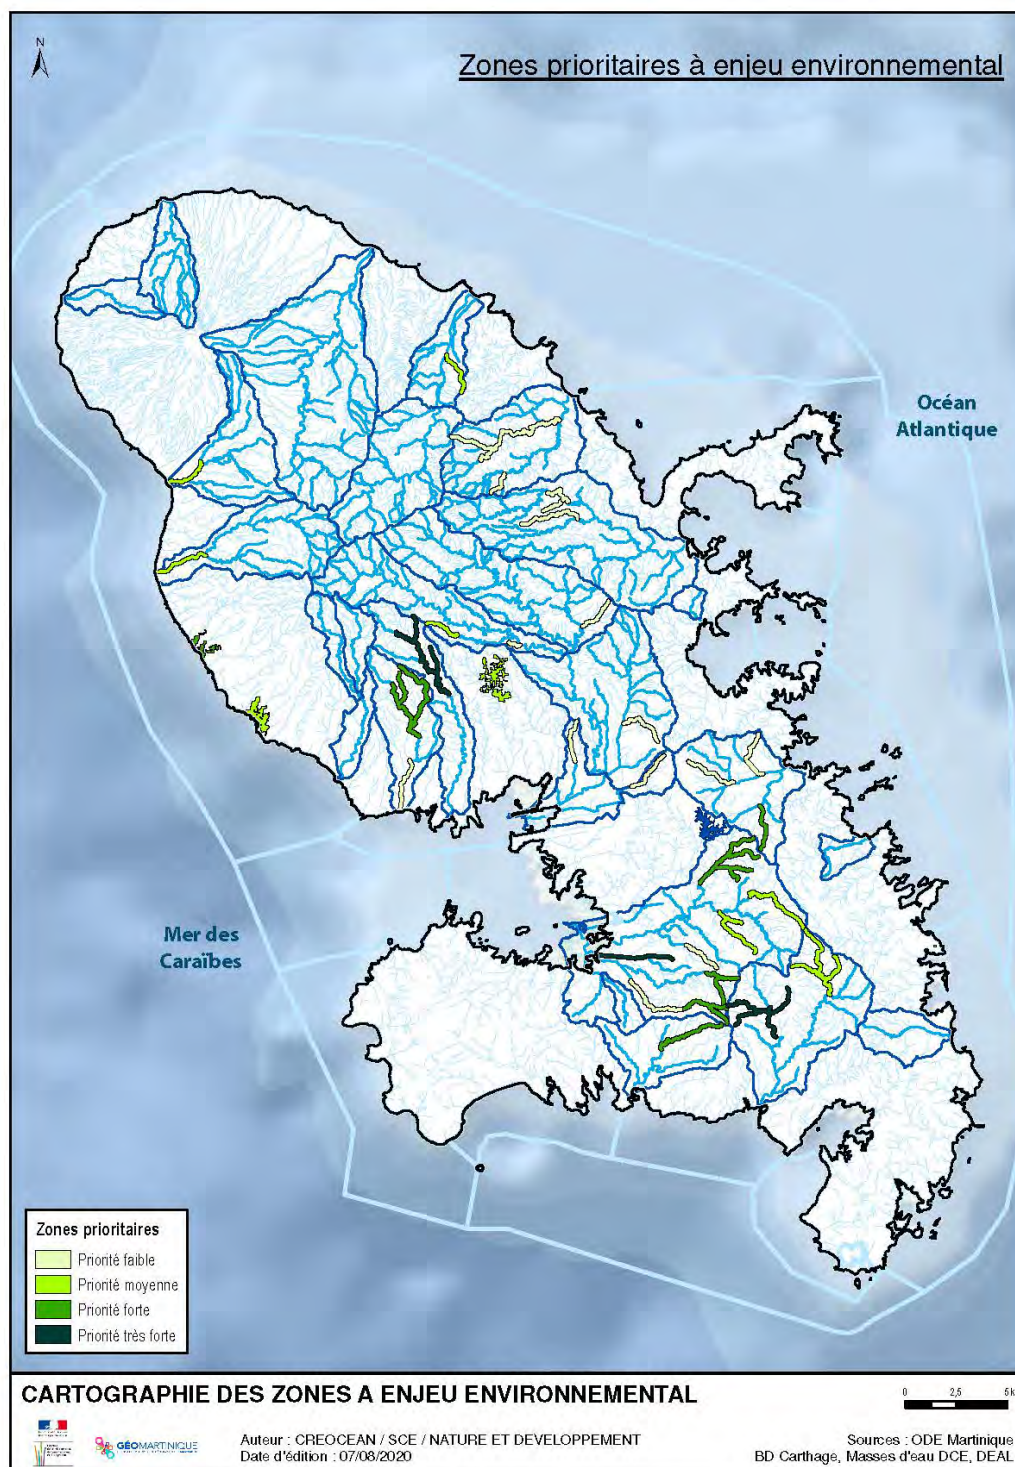 N
Zones prioritaires à enjeu environnemental
Océan
Atlantique
Mer des
Caraïbes
Zones prioritaires
Priorité faible
Priorité moyenne
Priorité forte
Priorité très forte
CARTOGRAPHIE DES ZONES A ENJEU ENVIRONNEMENTAL
0 2,5 5 k
GÉOMARTINIQUE
Auteur : CREOCEAN / SCE / NATURE ET DEVELOPPEMENT
Date d'édition : 07/08/2020
Sources : ODE Martinique
BD Carthage, Masses d'eau DCE, DEAL